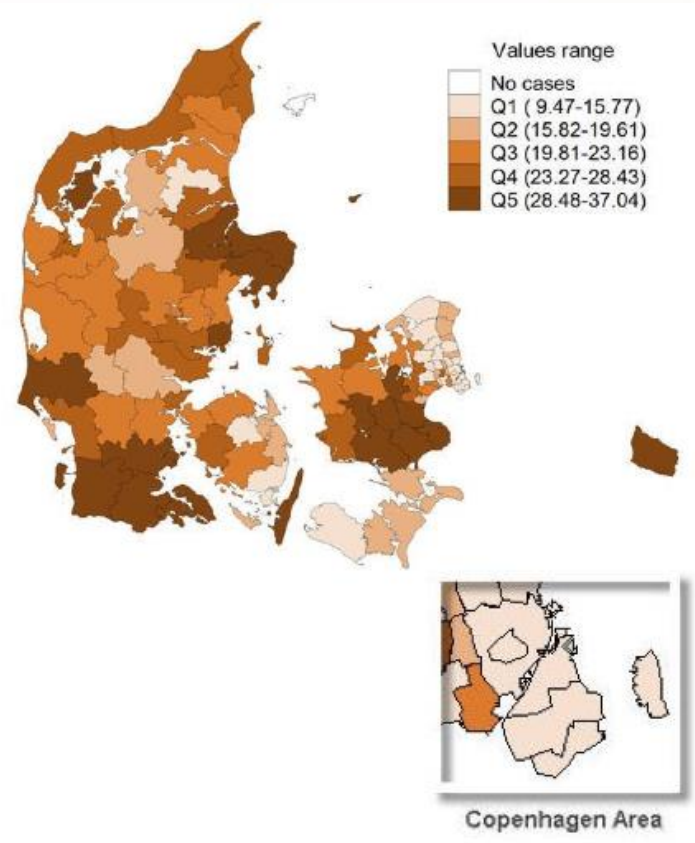 Values range
No cases
Q1 ( 9.47-15.77)
Q2 (15.82-19.61)
Q3 (19.81-23.16)
Q4 (23.27-28.43)
Q5 (28.48-37.04)
Copenhagen Area